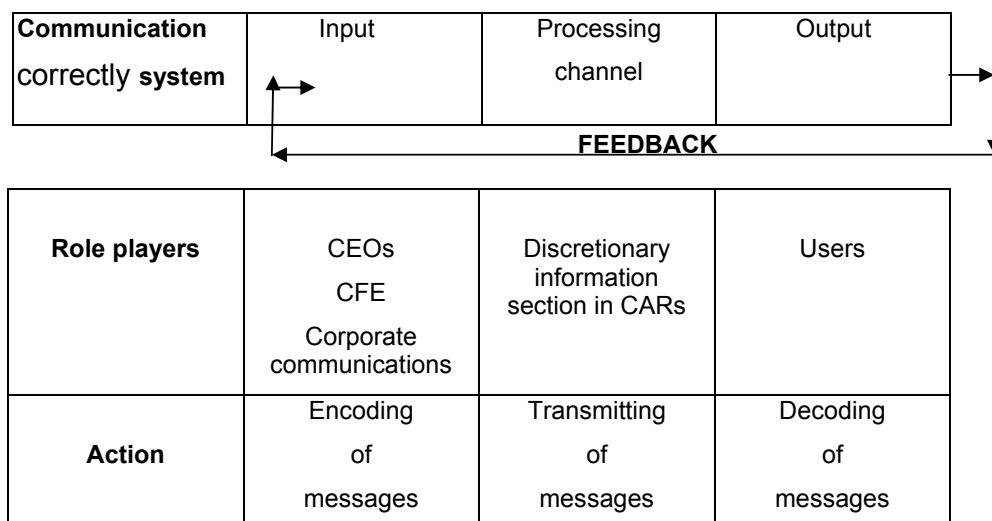 Communication Input Processing Output
correctly system channel
FEEDBACK
Role players CEOs Discretionary Users
information
CFE section in CARs
Corporate
communications
Encoding Transmitting Decoding
Action of of of
messages messages messages